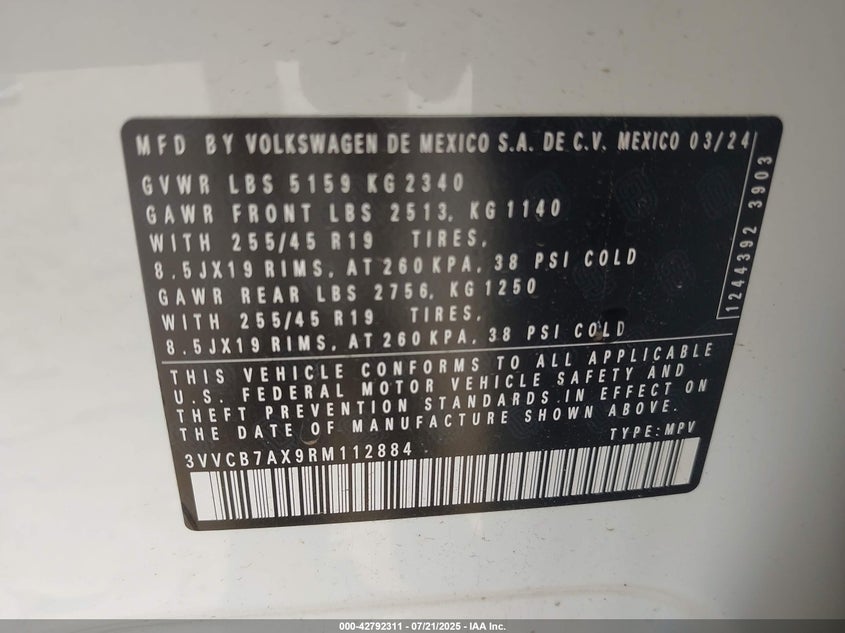 MFD BY VOLKSWAGEN DE MEXICO S.A. DE C.V. MEXICO 03/24
GVWR LBS 5159 KG 2340
GAWR FRONT LBS 2513, KG 1140
WITH 255/45 R19 TIRES,
8.5JX19 RIMS, AT 260 KPA, 38 PSI COLD
GAWR REAR LBS 2756, KG 1250
WITH 255/45 R19 TIRES,
8.5JX19 RIMS, AT 260 KPA, 38 PSI COLD
1244392 3903
THIS VEHICLE CONFORMS TO ALL APPLICABLE
U.S. FEDERAL MOTOR VEHICLE SAFETY AND
THEFT PREVENTION STANDARDS IN EFFECT ON
THE DATE OF MANUFACTURE SHOWN ABOVE.
TYPE: MPV
3VVCB7AX9RM112884
000-42792311 - 07/21/2025 - IAA Inc.